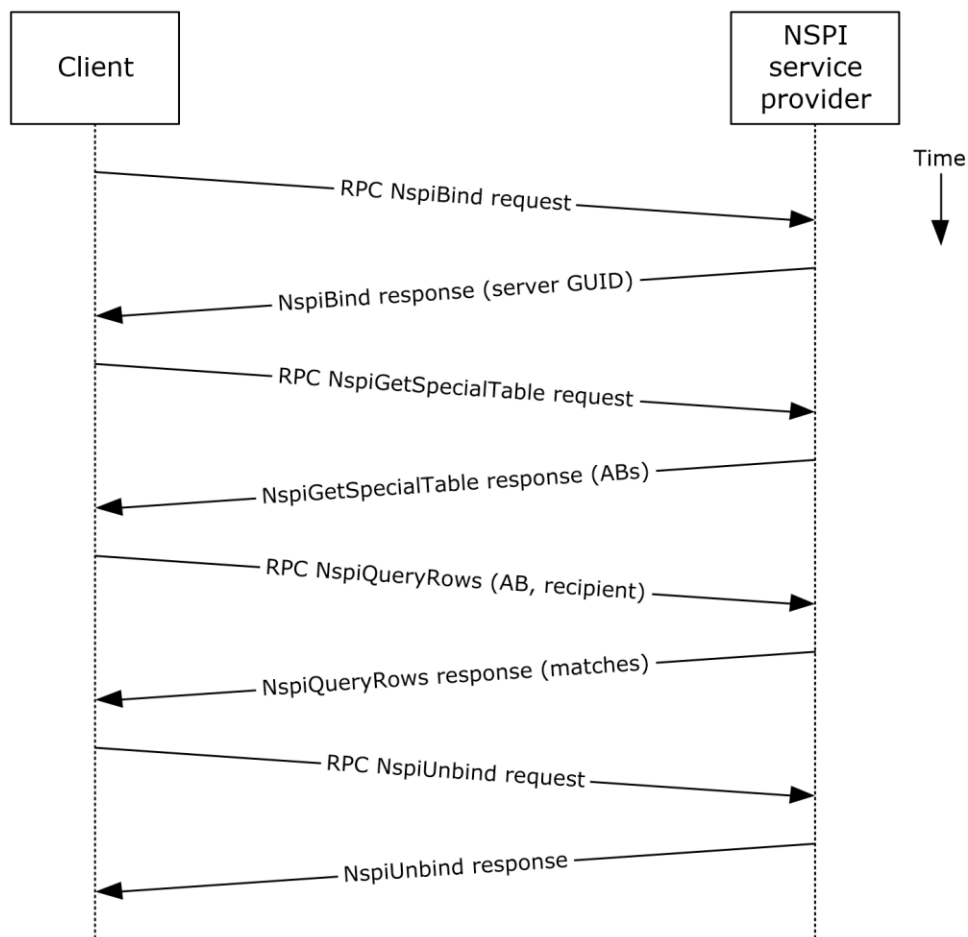 Client
NSPI
service
provider
Time
RPC NspiBind request
NspiBind response (server GUID)
RPC NspiGetSpecialTable request
NspiGetSpecialTable response (ABs)
RPC NspiQueryRows (AB, recipient)
NspiQueryRows response (matches)
RPC NspiUnbind request
NspiUnbind response